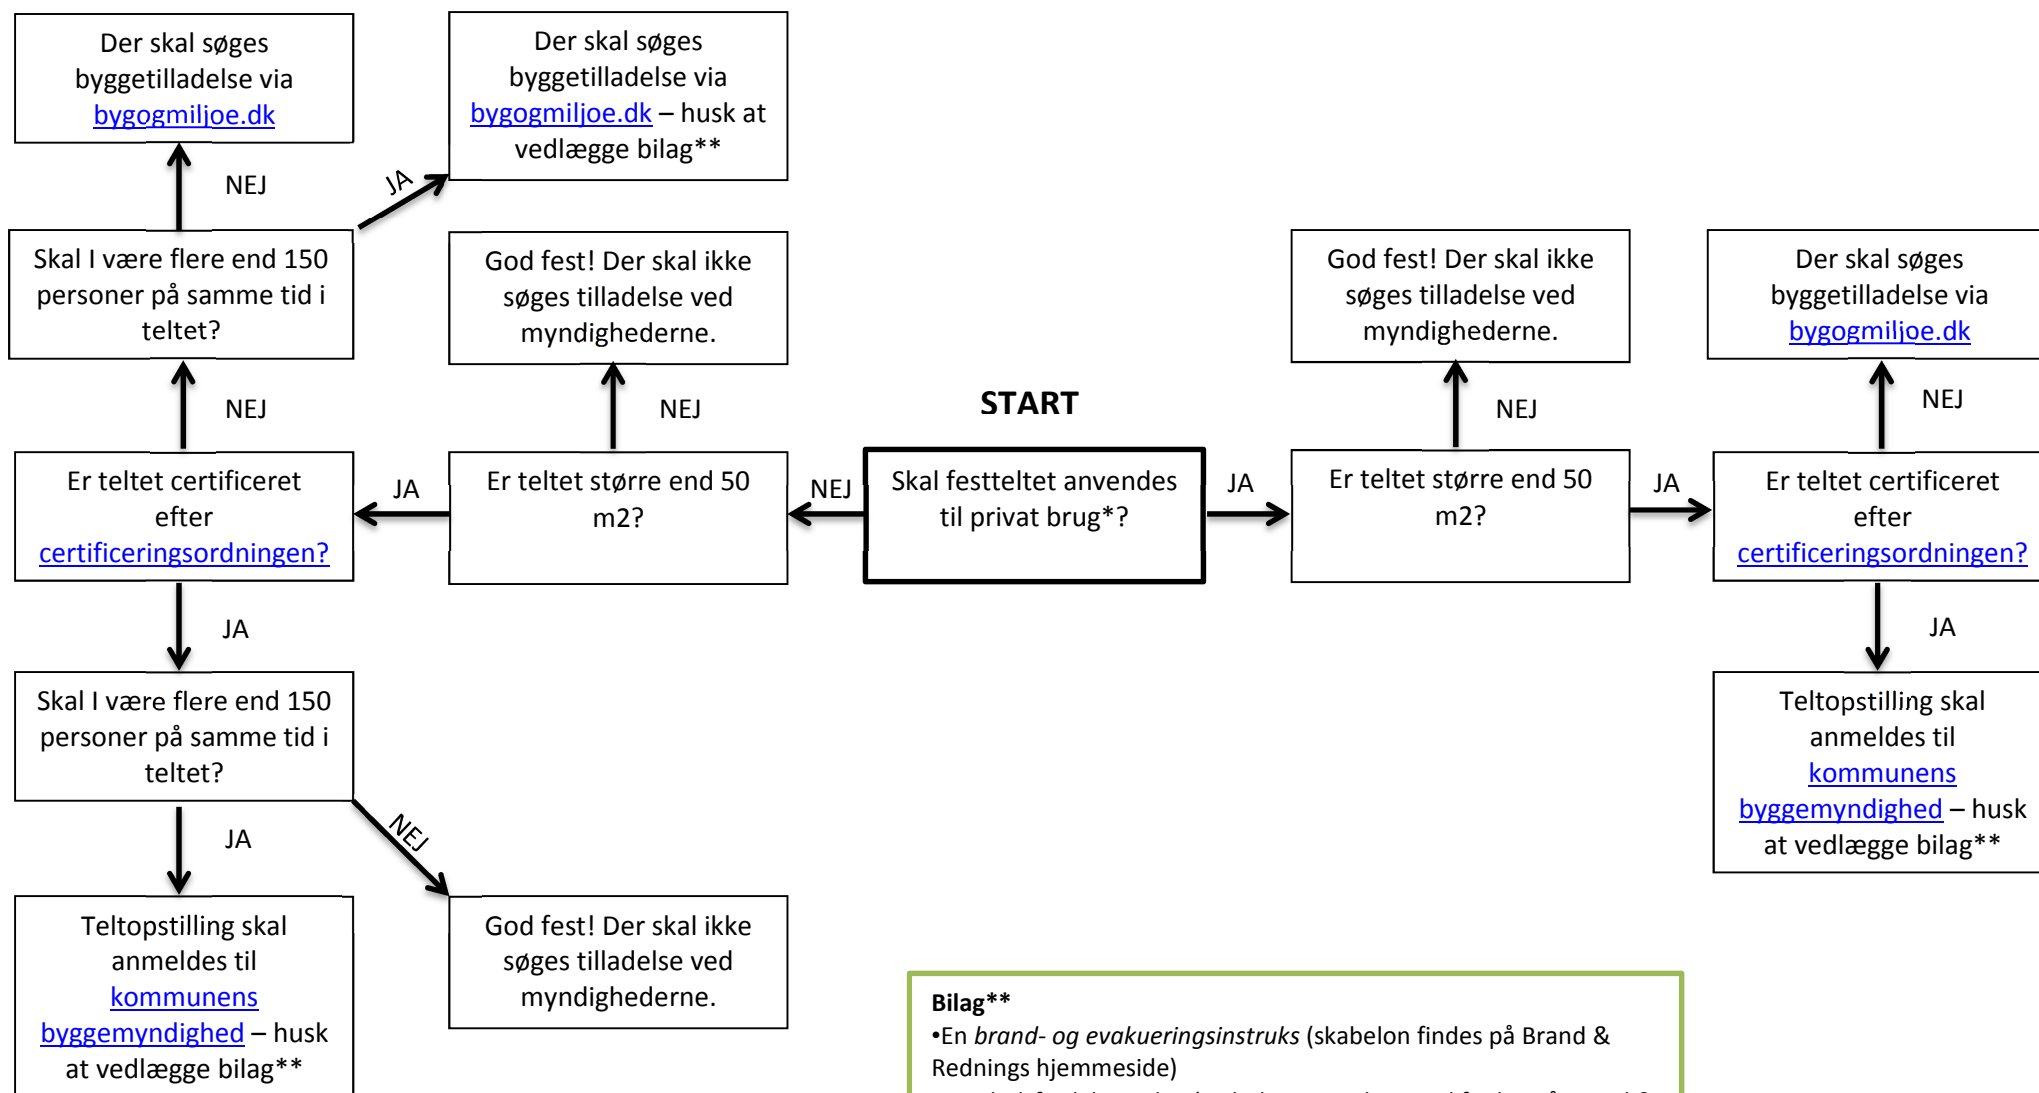 Der skal søges
byggetilladelse via
bygogmiljoe.dk
Der skal søges
byggetilladelse via
bygogmiljoe.dk – husk at
vedlægge bilag**
NEJ
JA
Skal I være flere end 150
personer på samme tid i
teltet?
God fest! Der skal ikke
søges tilladelse ved
myndighederne.
God fest! Der skal ikke
søges tilladelse ved
myndighederne.
Der skal søges
byggetilladelse via
bygogmiljoe.dk
NEJ
NEJ
START
NEJ
NEJ
Er teltet certificeret
efter
certificeringsordningen?
JA
Er teltet større end 50
m2?
NEJ
Skal festteltet anvendes
til privat brug*?
JA
Er teltet større end 50
m2?
JA
Er teltet certificeret
efter
certificeringsordningen?
JA
JA
Skal I være flere end 150
personer på samme tid i
teltet?
Teltopstilling skal
anmeldes til
kommunens
byggemyndighed – husk
at vedlægge bilag**
JA
NEJ
Teltopstilling skal
anmeldes til
kommunens
byggemyndighed – husk
at vedlægge bilag**
God fest! Der skal ikke
søges tilladelse ved
myndighederne.
Bilag**
•En brand- og evakueringsinstruks (skabelon findes på Brand &
Rednings hjemmeside)